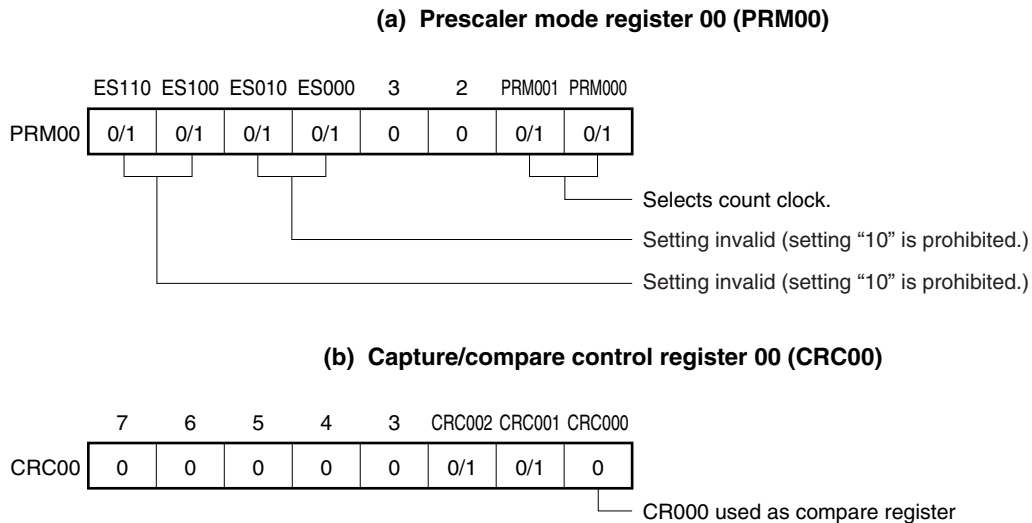 (a) Prescaler mode register 00 (PRM00)
ES110 ES100 ES010 ES000 3 2 PRM001 PRM000
PRM00 0/1 0/1 0/1 0/1 0 0 0/1 0/1
Selects count clock.
Setting invalid (setting “10” is prohibited.)
Setting invalid (setting “10” is prohibited.)
(b) Capture/compare control register 00 (CRC00)
7 6 5 4 3 CRC002 CRC001 CRC000
CRC00 0 0 0 0 0 0/1 0/1 0
CR000 used as compare register